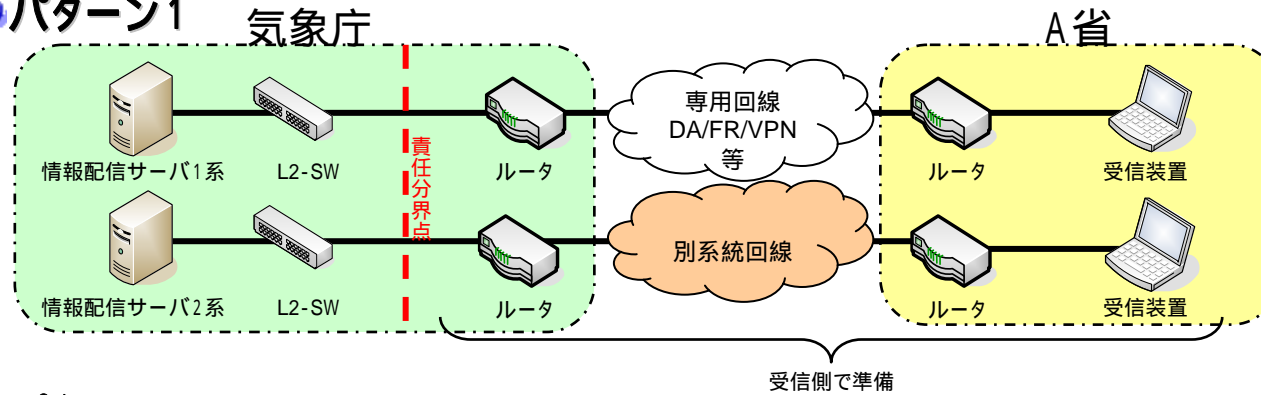 パターン1
気象庁
A省
専用回線
DA/FR/VPN
等
責任分界点
情報配信サーバ1系
L2-SW
ルータ
ルータ
受信装置
別系統回線
情報配信サーバ2系
L2-SW
ルータ
ルータ
受信装置
受信側で準備